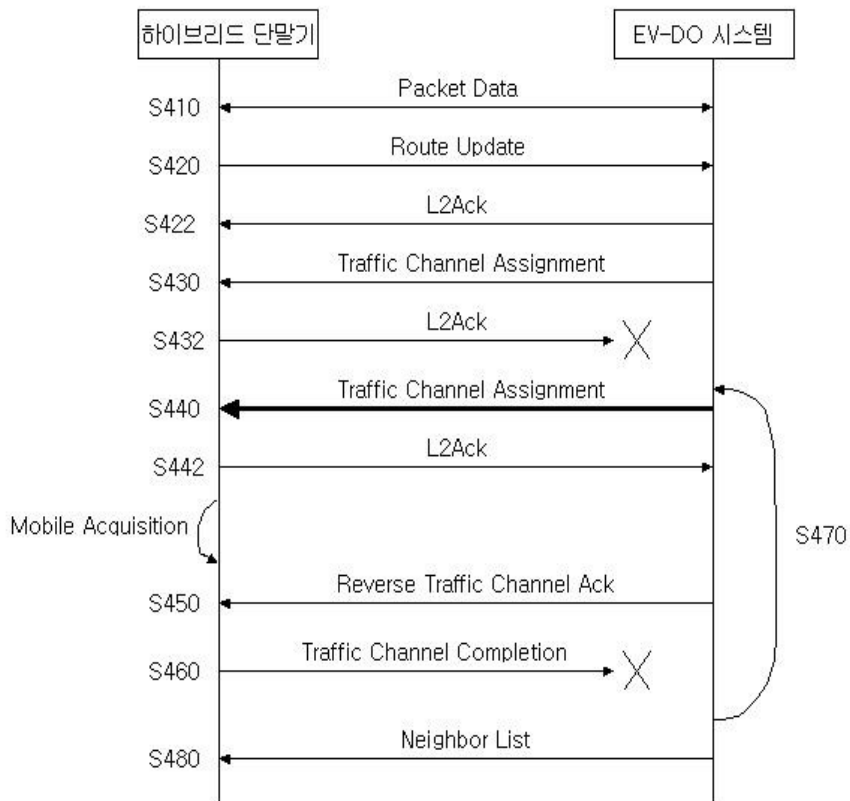 하이브리드 단말기
EV-DO 시스템
Packet Data
S410
Route Update
S420
L2Ack
S422
Traffic Channel Assignment
S430
L2Ack
S432
Traffic Channel Assignment
S440
L2Ack
S442
Mobile Acquisition
S470
Reverse Traffic Channel Ack
S450
Traffic Channel Completion
S460
Neighbor List
S480